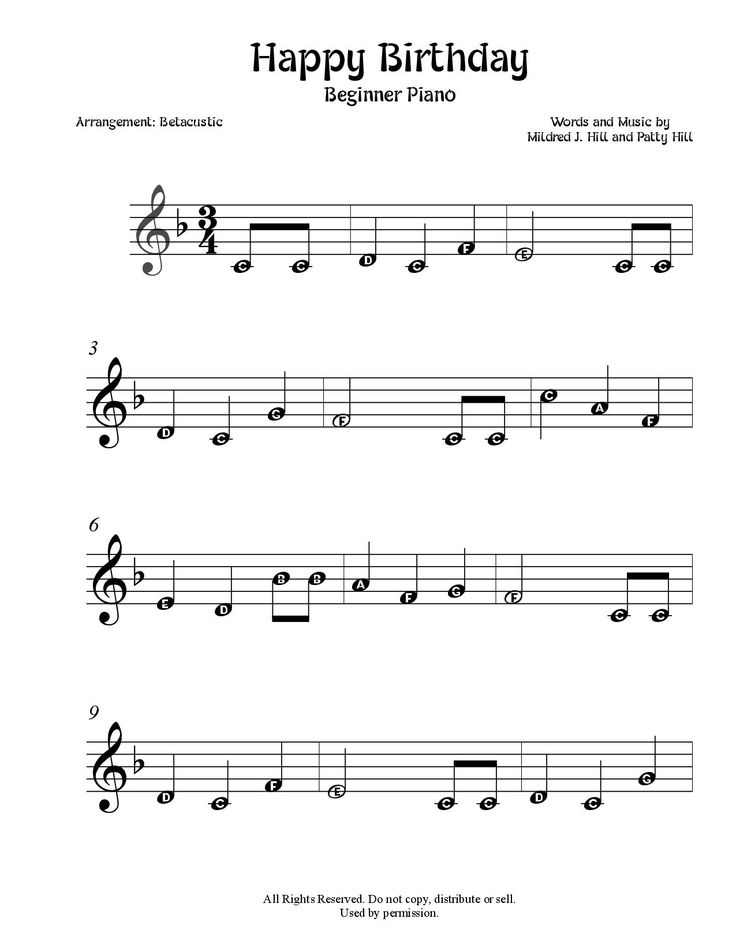 Happy Birthday
Beginner Piano
Arrangement: Betacustic
Words and Music by
Mildred J. Hill and Patty Hill
3
4
C C D C F E C C
3
D C G F C C C A F
6
E D B B A F G F C C
9
D C F E C C D C G
All Rights Reserved. Do not copy, distribute or sell.
Used by permission.